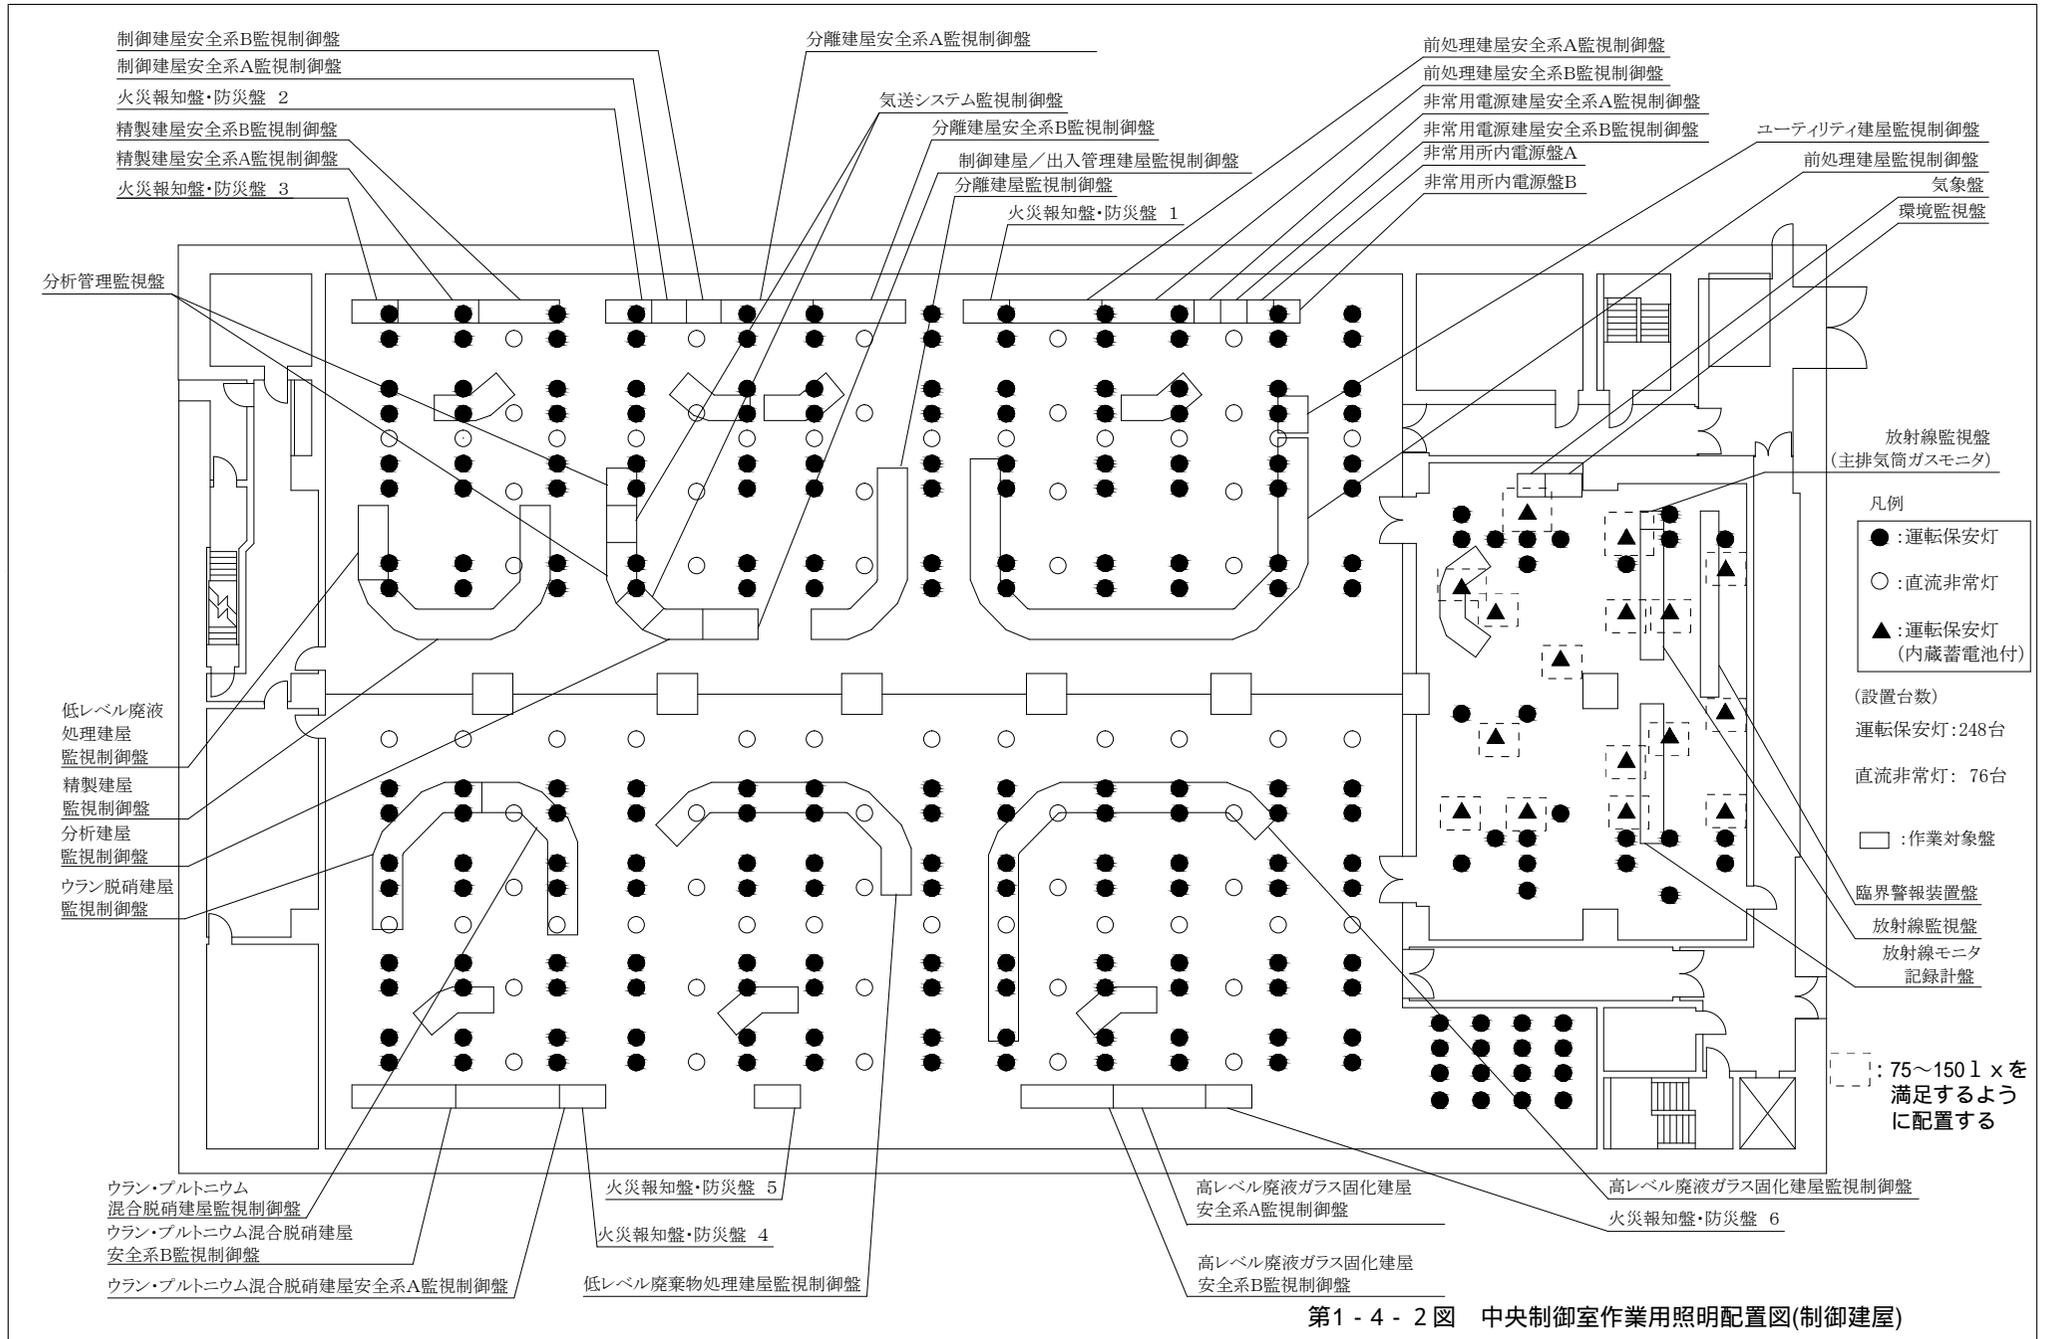 制御建屋安全系B監視制御盤
制御建屋安全系A監視制御盤
火災報知盤・防災盤 2
精製建屋安全系B監視制御盤
精製建屋安全系A監視制御盤
火災報知盤・防災盤 3
分析管理監視盤
分離建屋安全系A監視制御盤
気送システム監視制御盤
分離建屋安全系B監視制御盤
制御建屋／出入管理建屋監視制御盤
分離建屋監視制御盤
火災報知盤・防災盤 1
前処理建屋安全系A監視制御盤
前処理建屋安全系B監視制御盤
非常用電源建屋安全系A監視制御盤
非常用電源建屋安全系B監視制御盤
非常用所内電源盤A
非常用所内電源盤B
ユーティリティ建屋監視制御盤
前処理建屋監視制御盤
気象盤
環境監視盤
放射線監視盤
(主排気筒ガスモニタ)
凡例
●:運転保安灯
○:直流非常灯
▲:運転保安灯
(内蔵蓄電池付)
(設置台数)
運転保安灯:248台
直流非常灯: 76台
:作業対象盤
臨界警報装置盤
放射線監視盤
放射線モニタ
記録計盤
: 75～150ｌｘを
満足するよう
に配置する
低レベル廃液
処理建屋
監視制御盤
精製建屋
監視制御盤
分析建屋
監視制御盤
ウラン脱硝建屋
監視制御盤
ウラン・プルトニウム
混合脱硝建屋監視制御盤
ウラン・プルトニウム混合脱硝建屋
安全系B監視制御盤
ウラン・プルトニウム混合脱硝建屋安全系A監視制御盤
火災報知盤・防災盤 5
火災報知盤・防災盤 4
低レベル廃棄物処理建屋監視制御盤
高レベル廃液ガラス固化建屋
安全系A監視制御盤
高レベル廃液ガラス固化建屋
安全系B監視制御盤
高レベル廃液ガラス固化建屋監視制御盤
火災報知盤・防災盤 6
第1-4-2図 中央制御室作業用照明配置図(制御建屋)